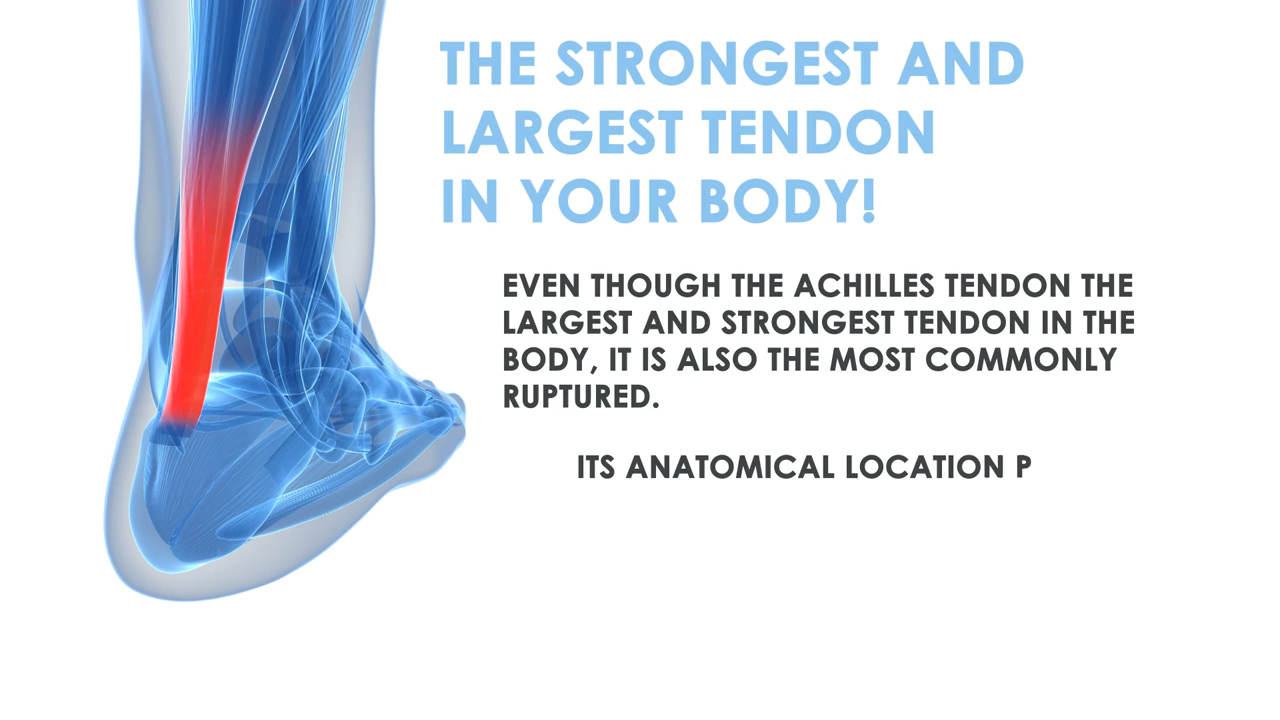 THE STRONGEST AND
LARGEST TENDON
IN YOUR BODY!
EVEN THOUGH THE ACHILLES TENDON THE
LARGEST AND STRONGEST TENDON IN THE
BODY, IT IS ALSO THE MOST COMMONLY
RUPTURED.
ITS ANATOMICAL LOCATION P